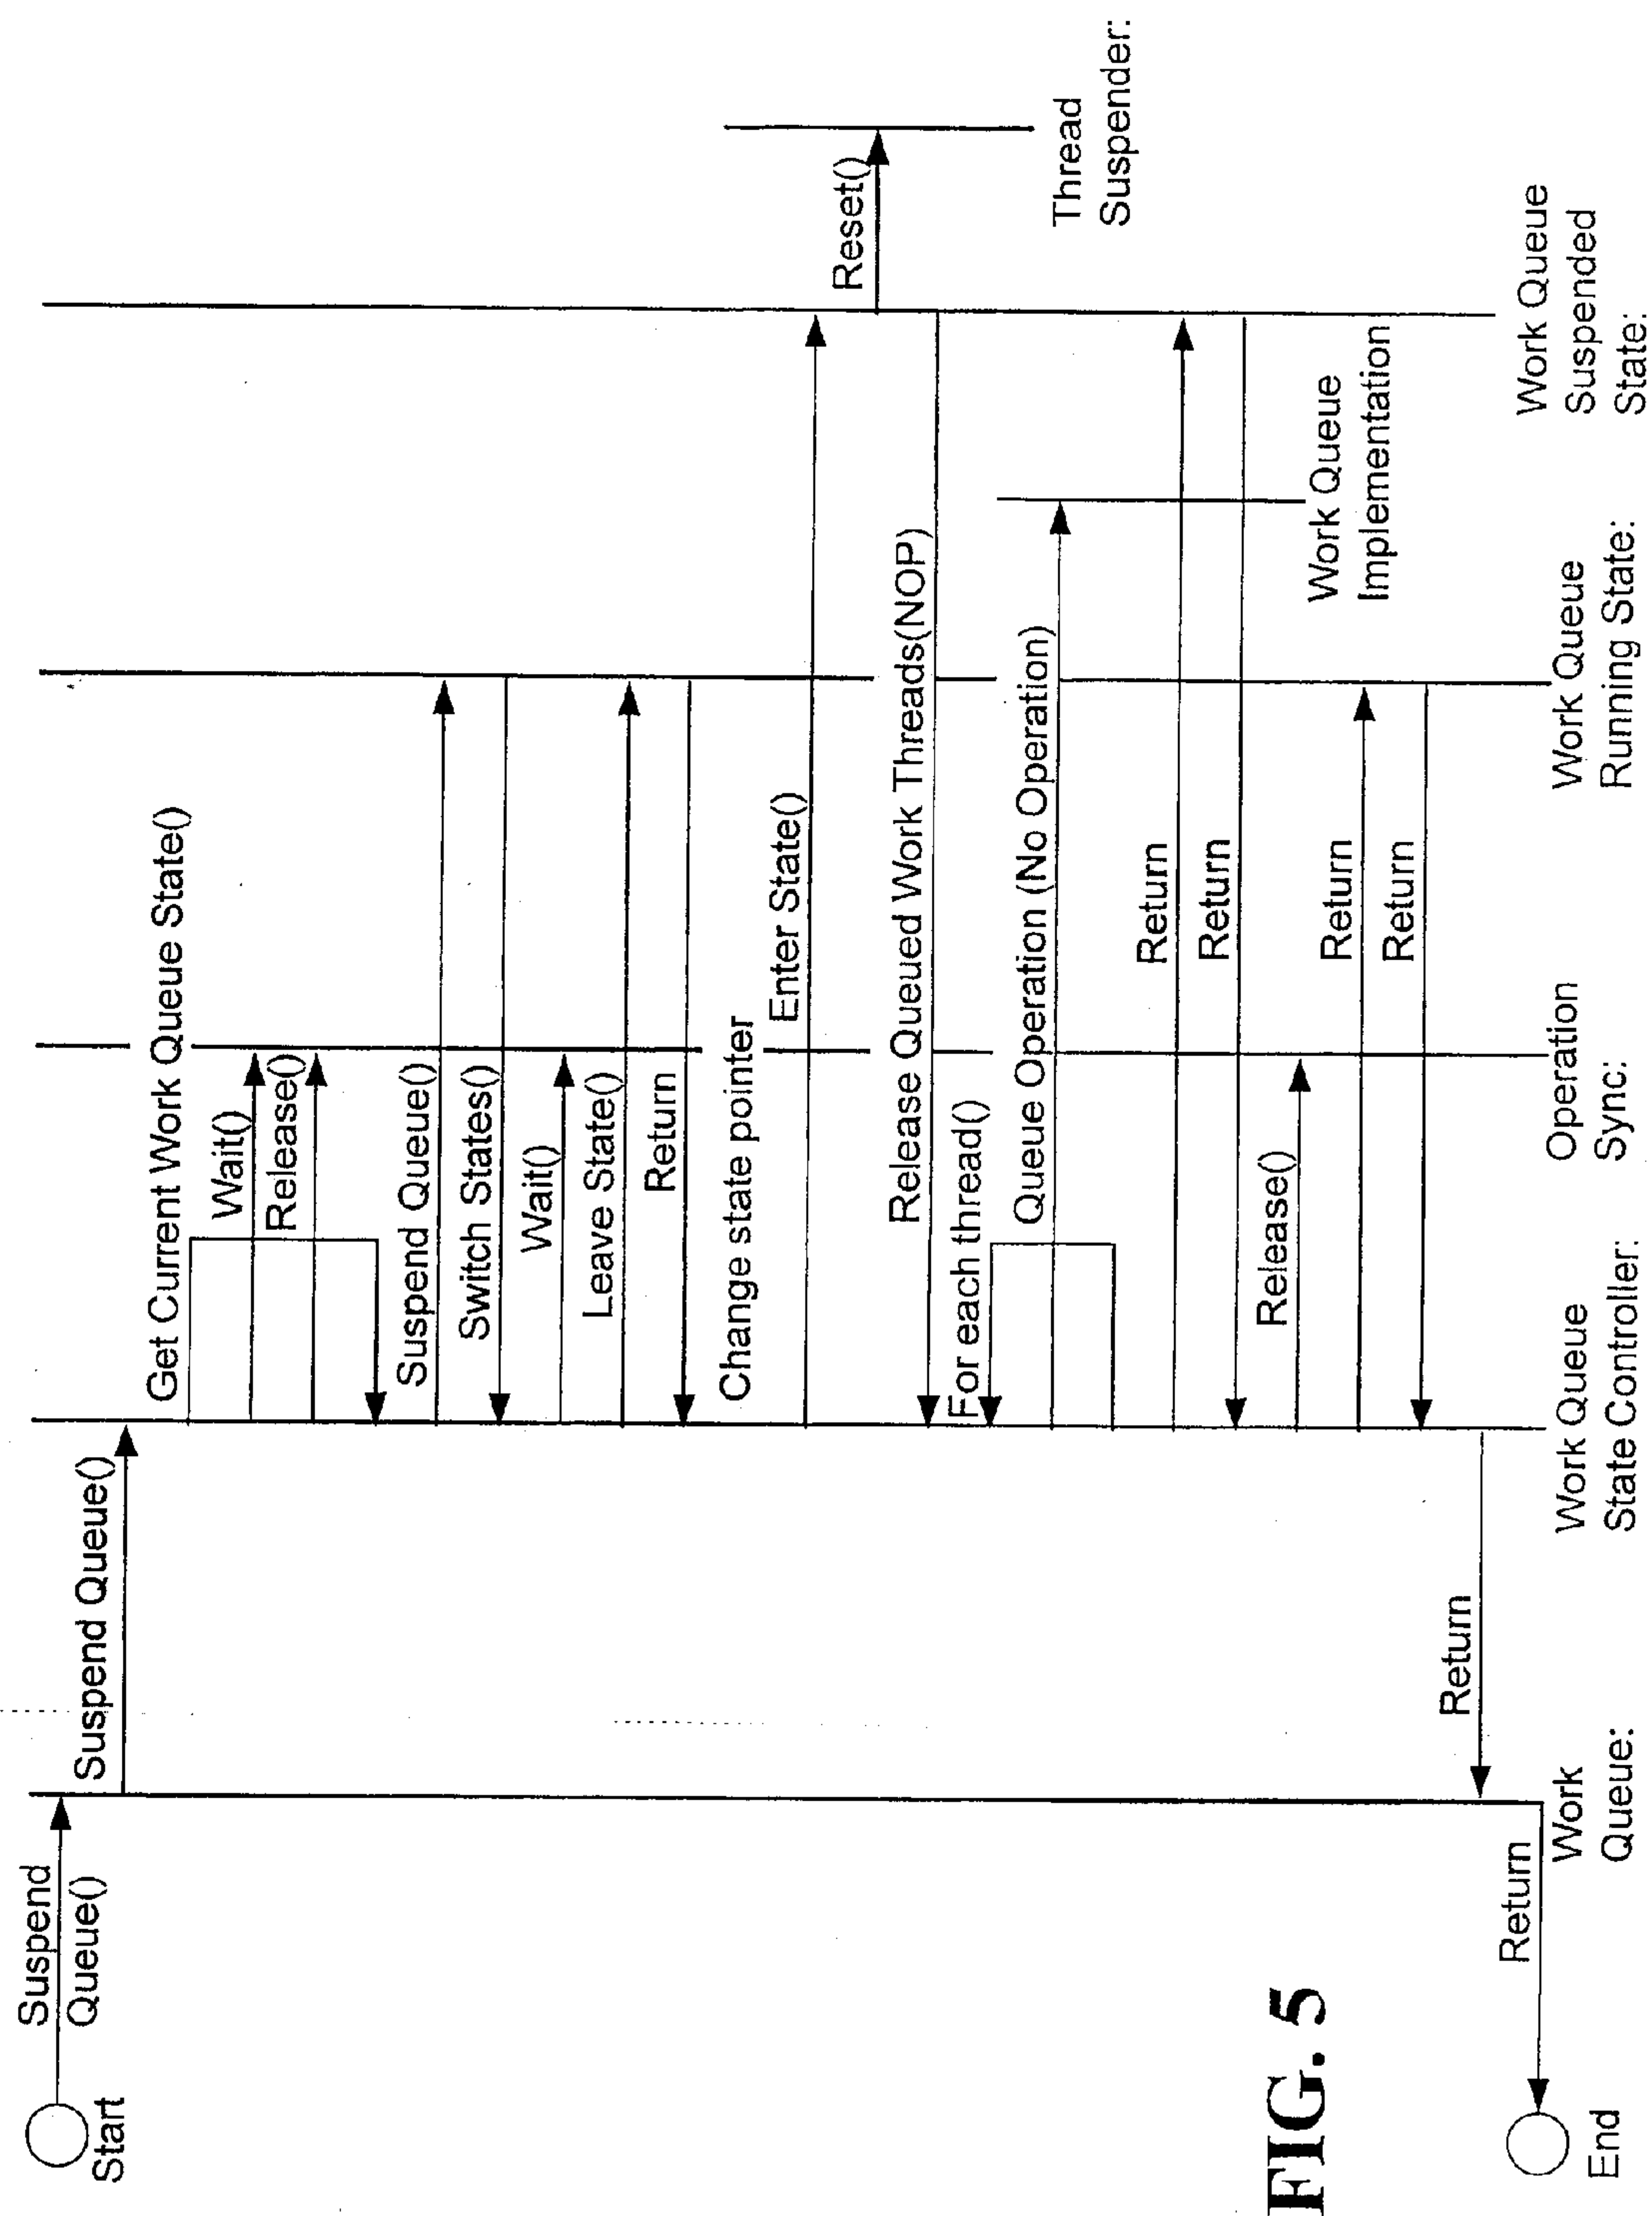 Start
Suspend
Queue()
Suspend Queue()
Get Current Work Queue State()
Wait()
Release()
Suspend Queue()
Switch States()
Wait()
Leave State()
Return
Change state pointer
Enter State()
Reset()
Release Queued Work Threads(NOP)
For each thread()
Queue Operation (No Operation)
Return
Return
Release()
Return
Return
Return
Return
End
Work
Queue:
Work Queue
State Controller:
Operation
Sync:
Work Queue
Running State:
Work Queue
Implementation
Work Queue
Suspended
State:
Thread
Suspender:
FIG. 5